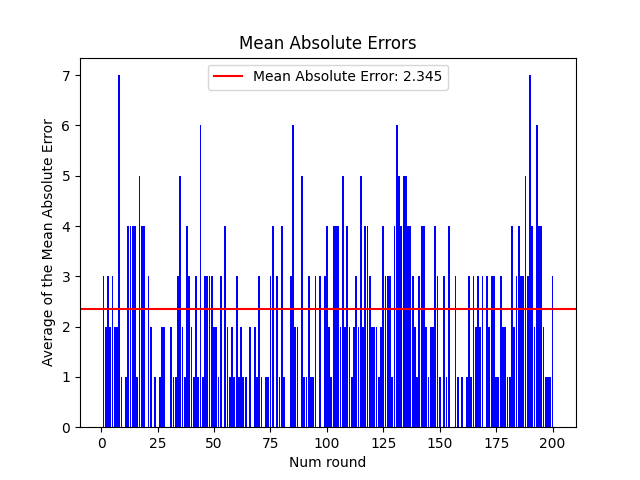 Mean Absolute Errors
Mean Absolute Error: 2.345
Average of the Mean Absolute Error
7
6
5
4
3
2
1
0
0 25 50 75 100 125 150 175 200
Num round